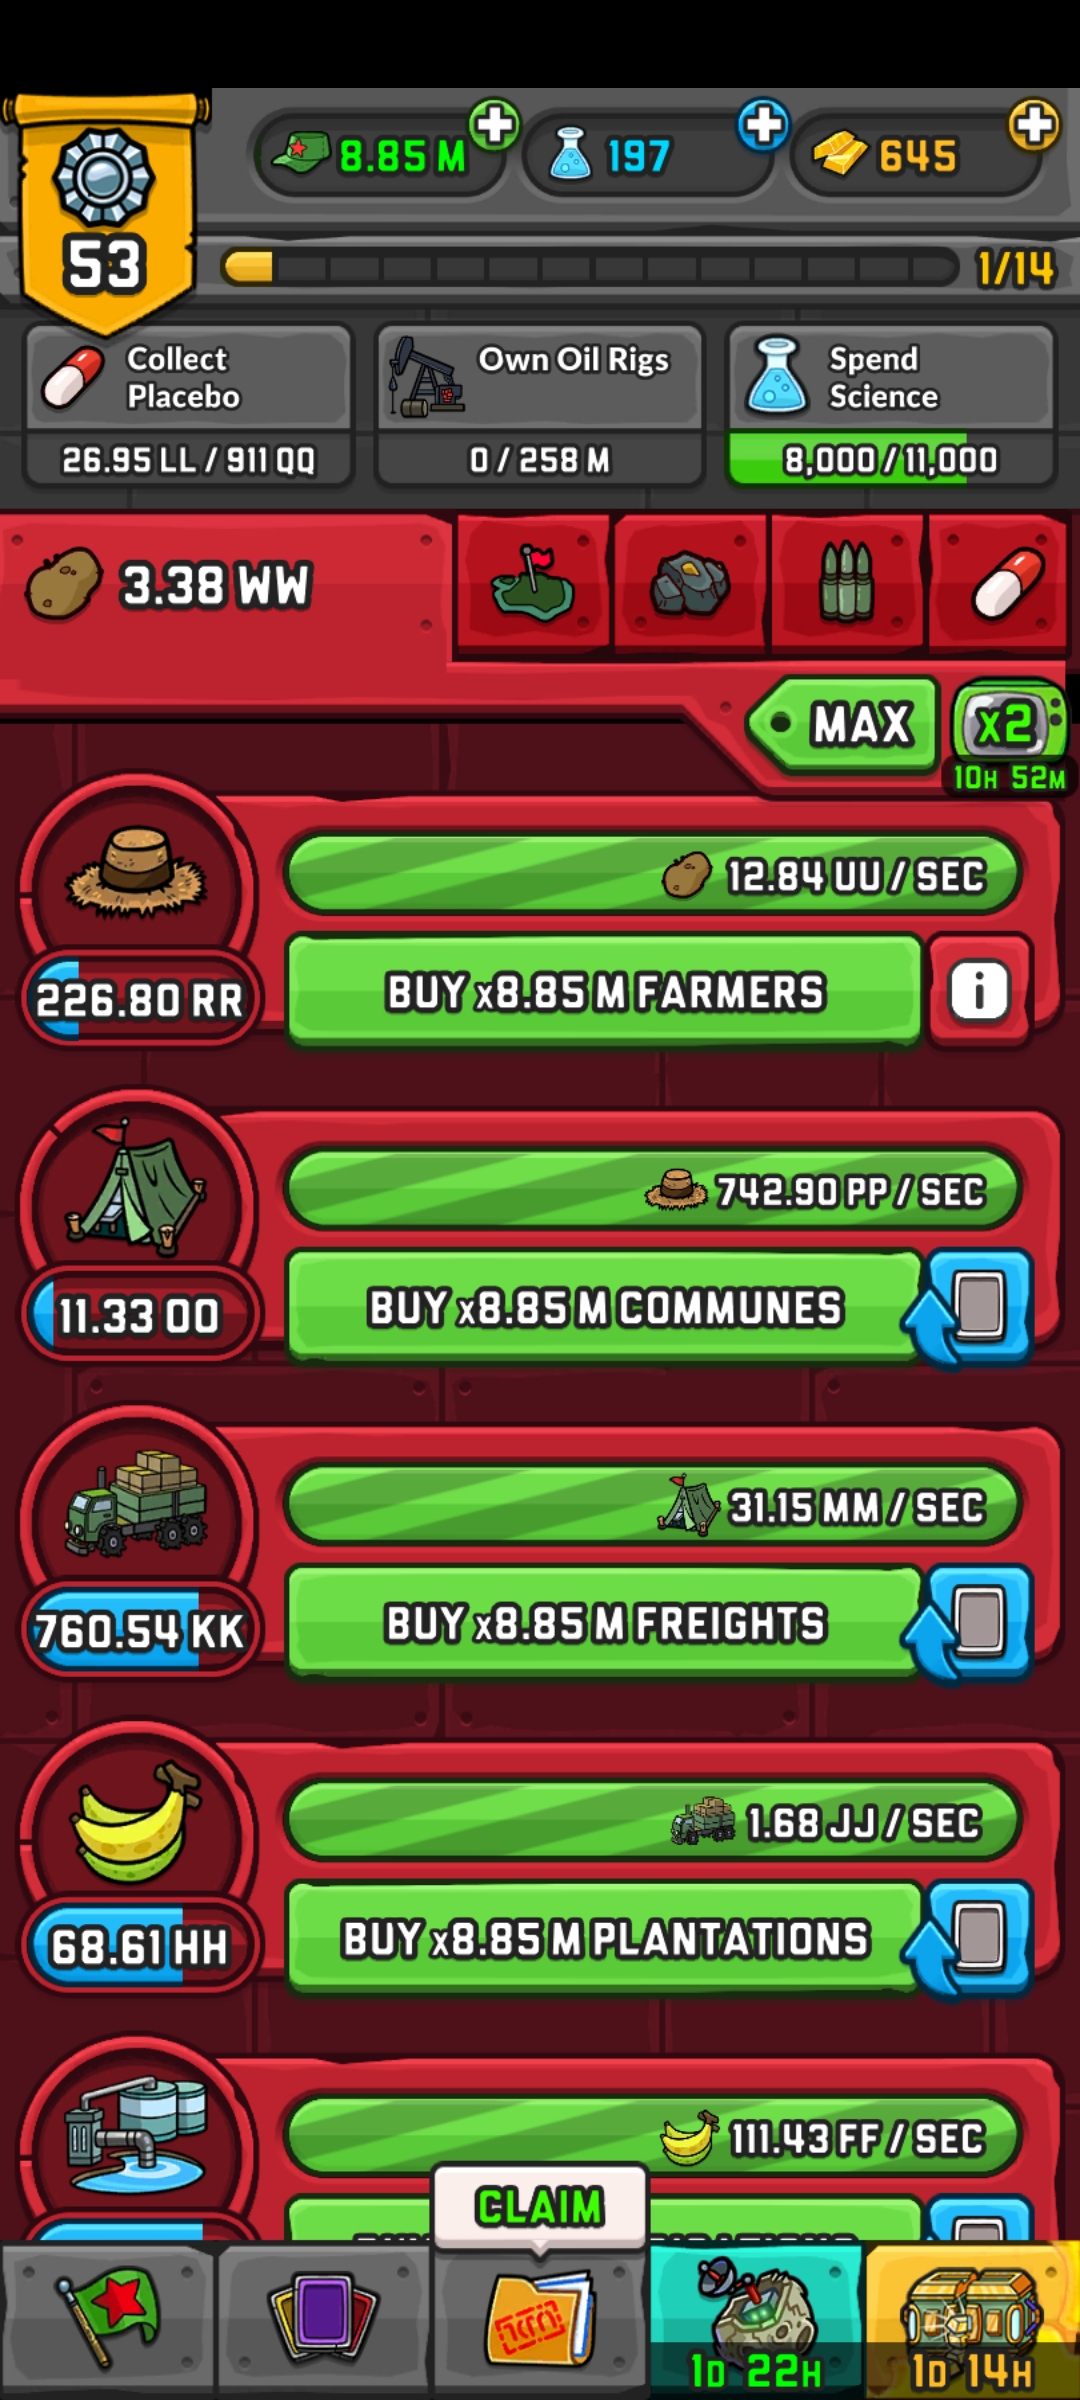 8.85 M
197
645
53
1/14
Collect
Placebo
Own Oil Rigs
Spend
Science
26.95 LL / 911 QQ
0 / 258 M
8,000 / 11,000
3.38 WW
MAX
x2
10H 52M
12.84 UU / SEC
226.80 RR
BUY x8.85 M FARMERS
i
742.90 PP / SEC
11.33 OO
BUY x8.85 M COMMUNES
31.15 MM / SEC
760.54 KK
BUY x8.85 M FREIGHTS
1.68 JJ / SEC
68.61 HH
BUY x8.85 M PLANTATIONS
111.43 FF / SEC
CLAIM
1D 22H
1D 14H